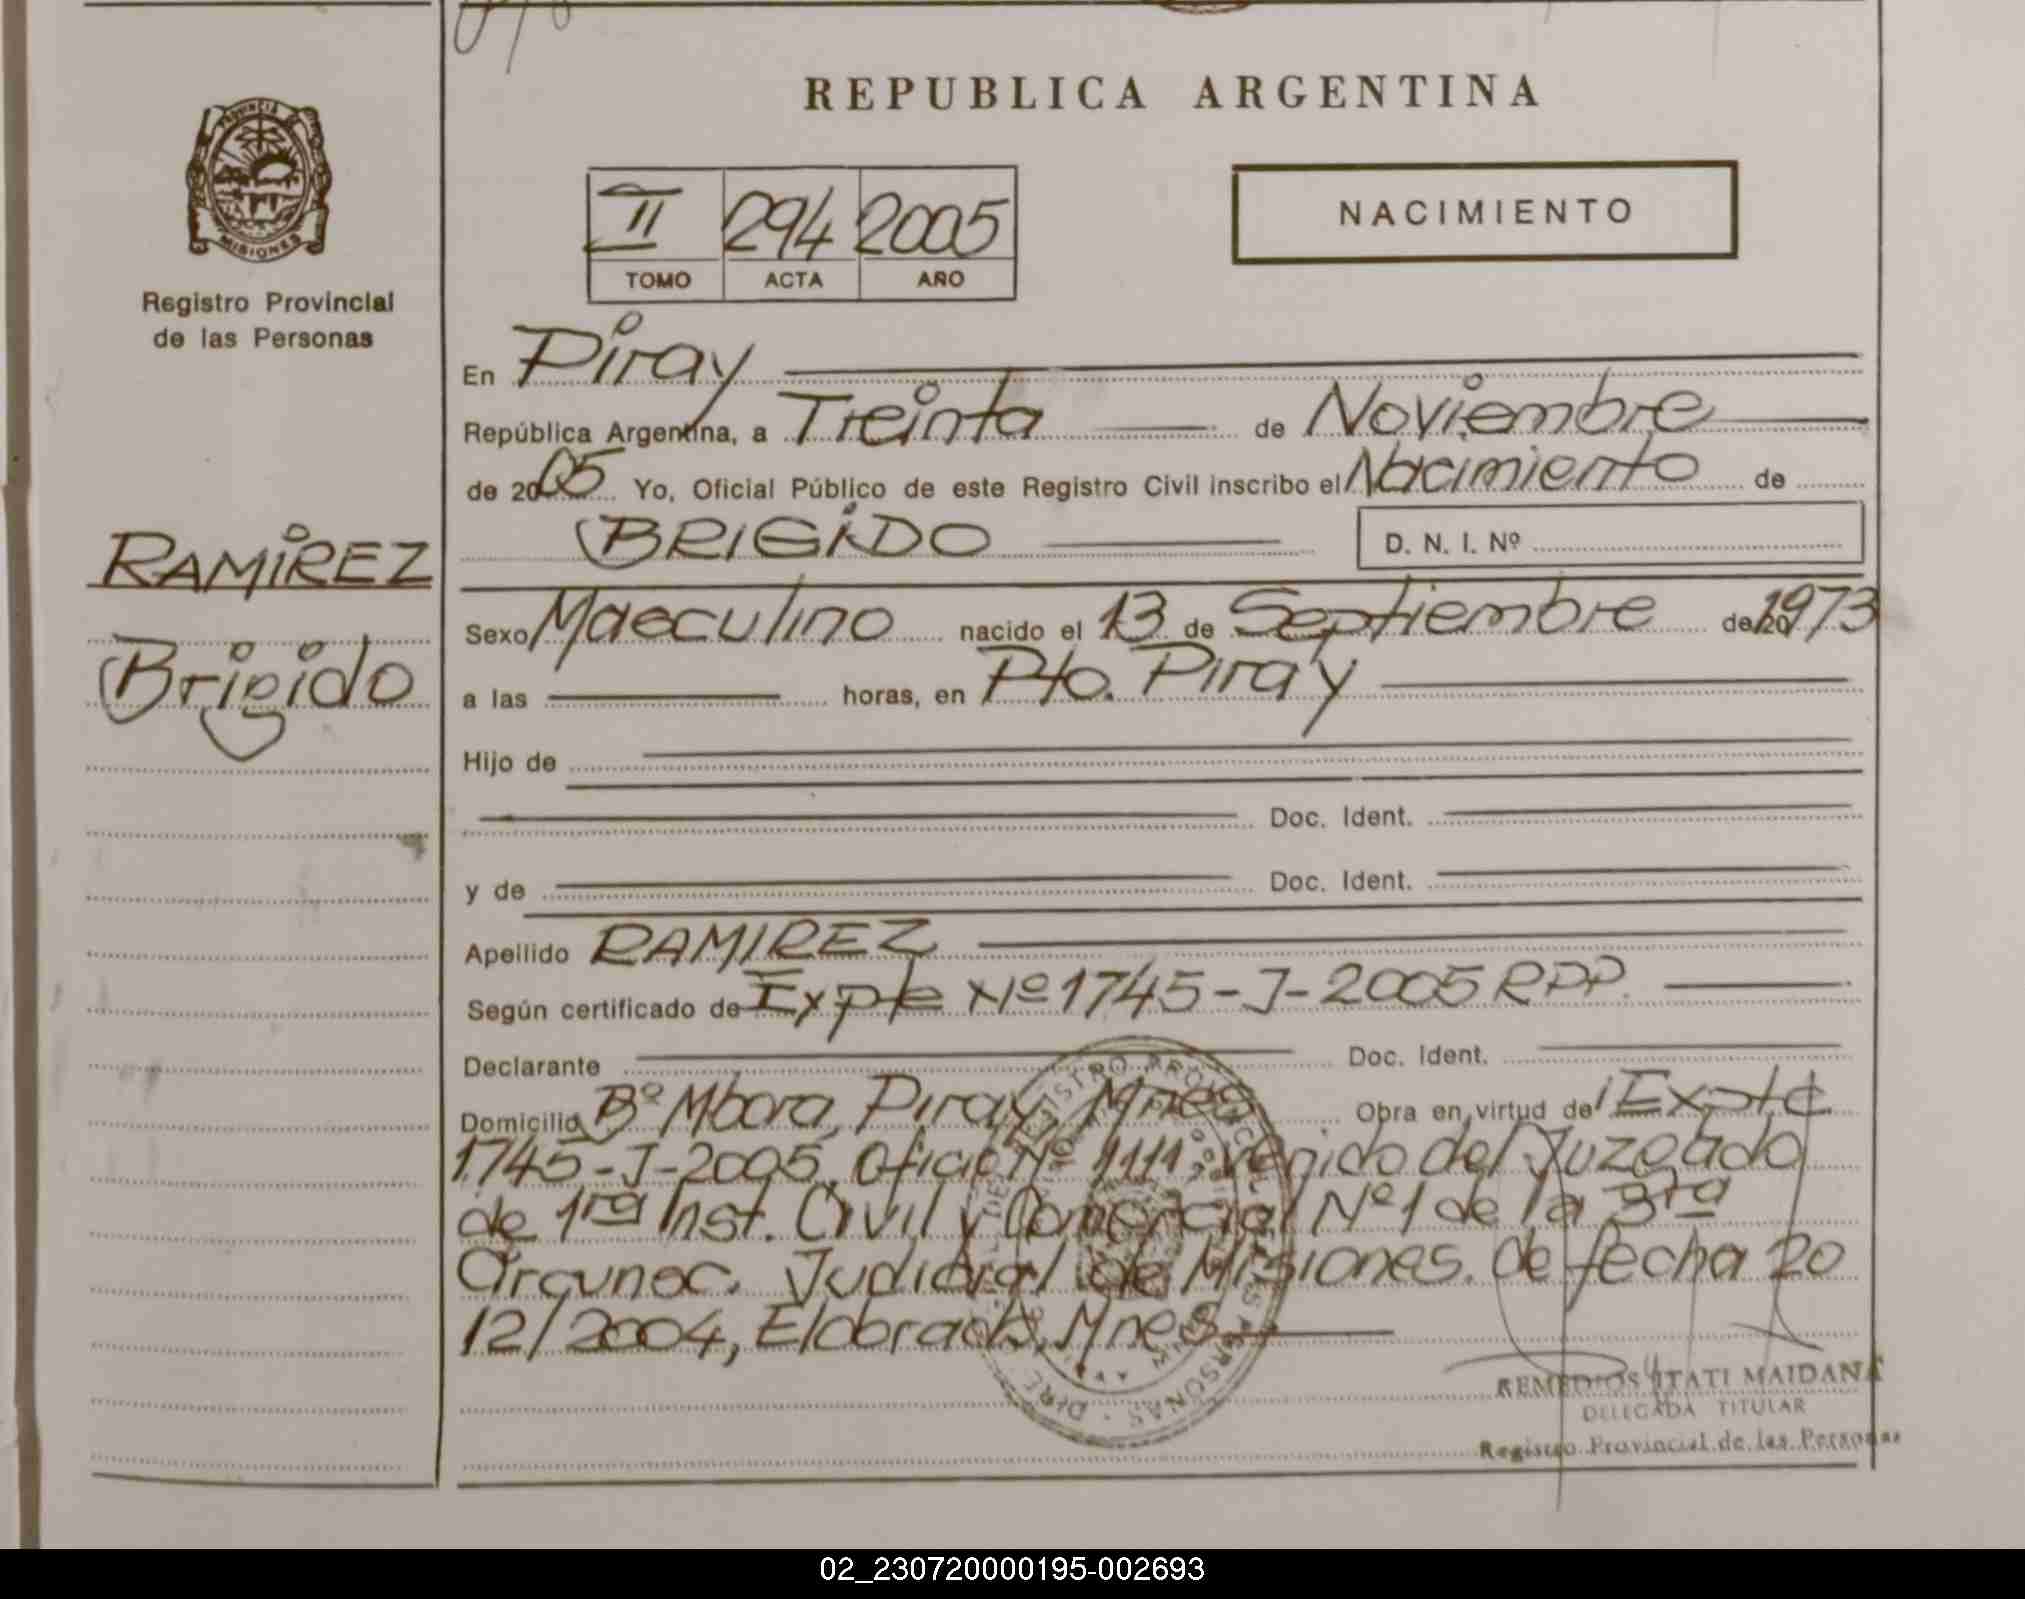 REPUBLICA ARGENTINA
PROVINCIA DE
MISIONES
Registro Provincial
de las Personas
II 294 2005
TOMO ACTA AÑO
NACIMIENTO
En Piray
República Argentina, a Treinta de Noviembre
de 2005 Yo, Oficial Público de este Registro Civil inscribo el Nacimiento de
BRIGIDO D. N. I. Nº
RAMIREZ
Brigido
Sexo Masculino nacido el 13 de Septiembre de 1973
a las horas, en Pto. Piray
Hijo de
Doc. Ident.
y de Doc. Ident.
Apellido RAMIREZ
Según certificado de Expte Nº 1745-J-2005 RPP.
Declarante Doc. Ident.
Domicilio Bº Mbora, Piray, Mnes Obra en virtud de Expte
1745-J-2005, Oficio Nº 1111, venido del Juzgado
de 1ra Inst. Civil y Comercial Nº 1 de la 3ra
Circunsc. Judicial de Misiones. de fecha 20
12/2004, Eldorado, Mnes
REMEDIOS ITATI MAIDANA
DELEGADA TITULAR
Registro Provincial de las Personas
02_230720000195-002693